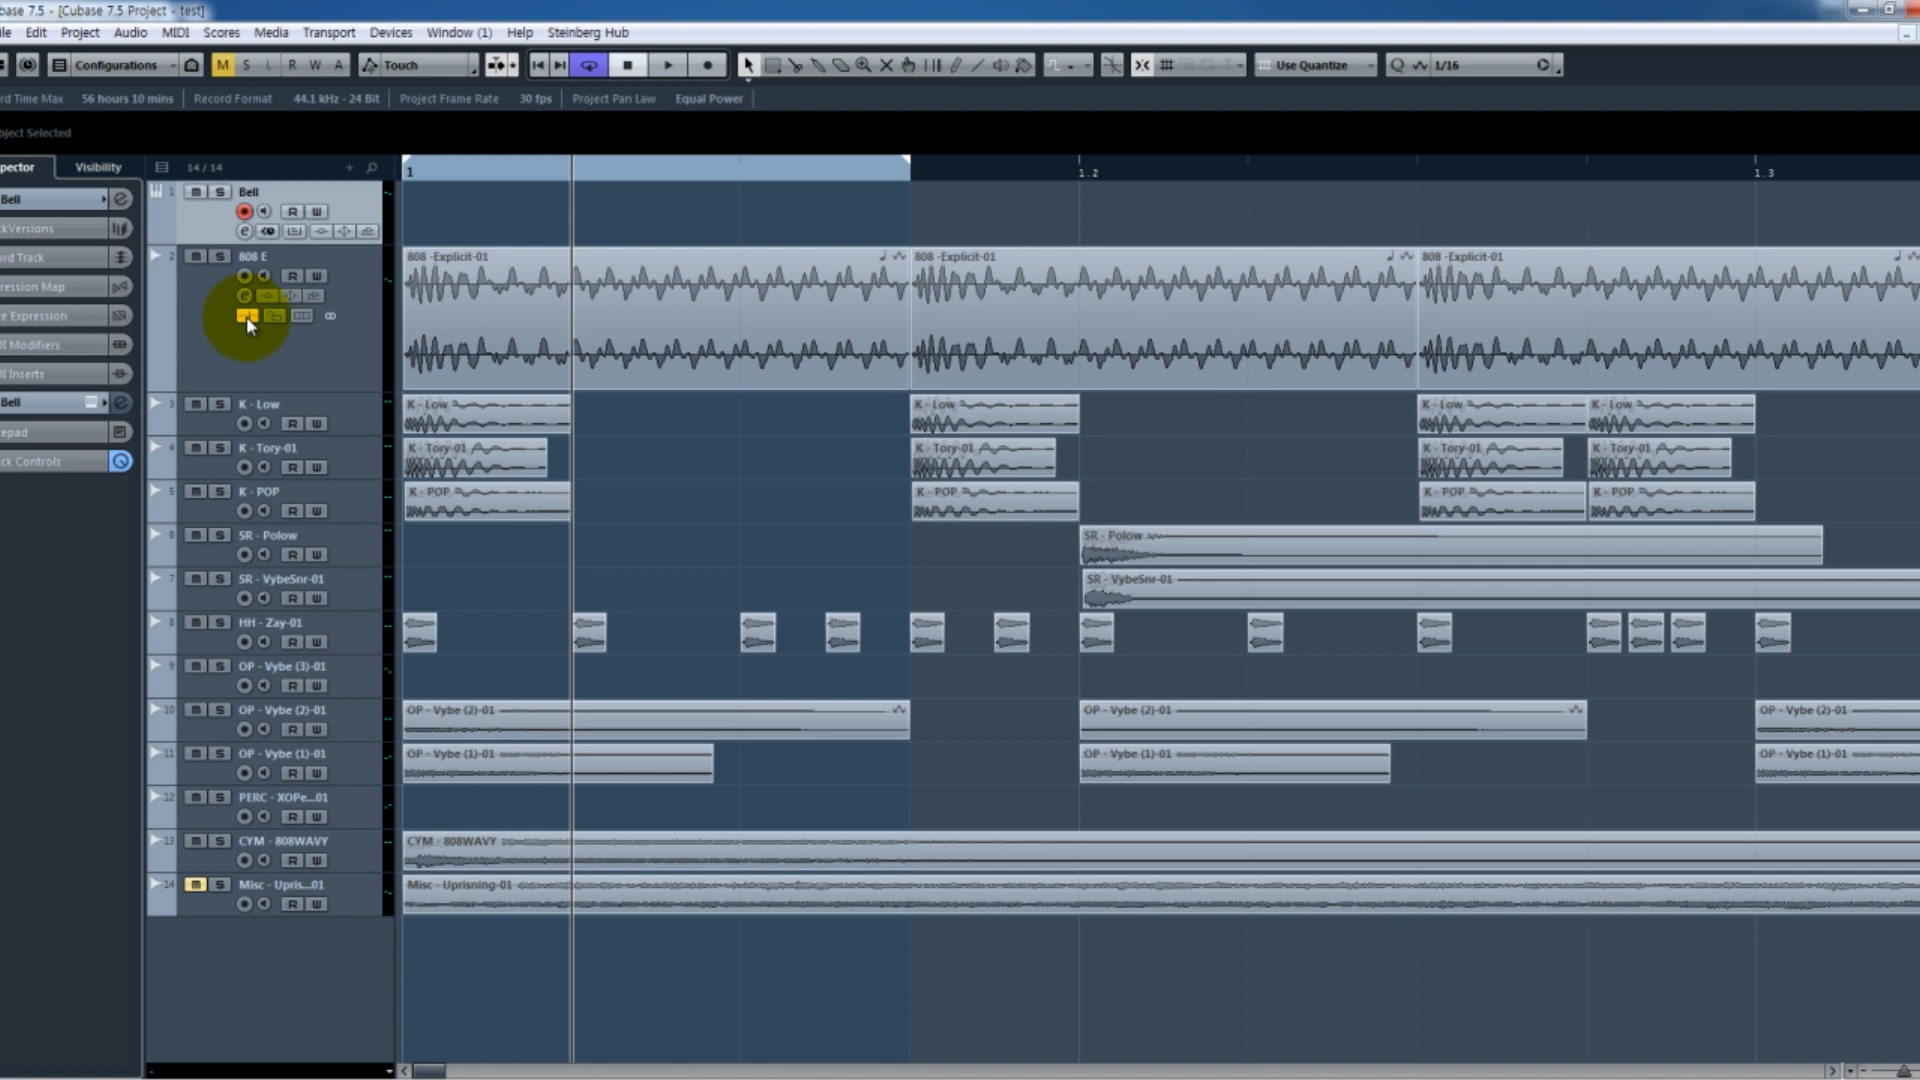 base 7.5 - [Cubase 7.5 Project - test]
ile Edit Project Audio MIDI Scores Media Transport Devices Window (1) Help Steinberg Hub
Configurations M S L R W A Touch Use Quantize Q 1/16
rd Time Max 56 hours 10 mins Record Format 44.1 kHz - 24 Bit Project Frame Rate 30 fps Project Pan Law Equal Power
bject Selected
pector Visibility 14 / 14 1 1.2 1.3
Bell 1 m S Bell
R W
kVersions
ord Track 2 m S 808 E 808 -Explicit-01 808 -Explicit-01 808 -Explicit-01
R W
ression Map
e Expression
DI Modifiers
DI Inserts
Bell 3 m S K - Low K - Low K - Low K - Low K - Low
R W
epad
4 m S K - Tory-01 K - Tory-01 K - Tory-01 K - Tory-01 K - Tory-01
ck Controls R W
5 m S K - POP K - POP K - POP K - POP K - POP
R W
6 m S SR - Polow SR - Polow
R W
7 m S SR - VybeSnr-01 SR - VybeSnr-01
R W
8 m S HH - Zay-01
R W
9 m S OP - Vybe (3)-01
R W
10 m S OP - Vybe (2)-01 OP - Vybe (2)-01 OP - Vybe (2)-01 OP - Vybe (2)-01
R W
11 m S OP - Vybe (1)-01 OP - Vybe (1)-01 OP - Vybe (1)-01 OP - Vybe (1)-01
R W
12 m S PERC - XOPe...01
R W
13 m S CYM - 808WAVY CYM - 808WAVY
R W
14 m S Misc - Upris...01 Misc - Uprisning-01
R W